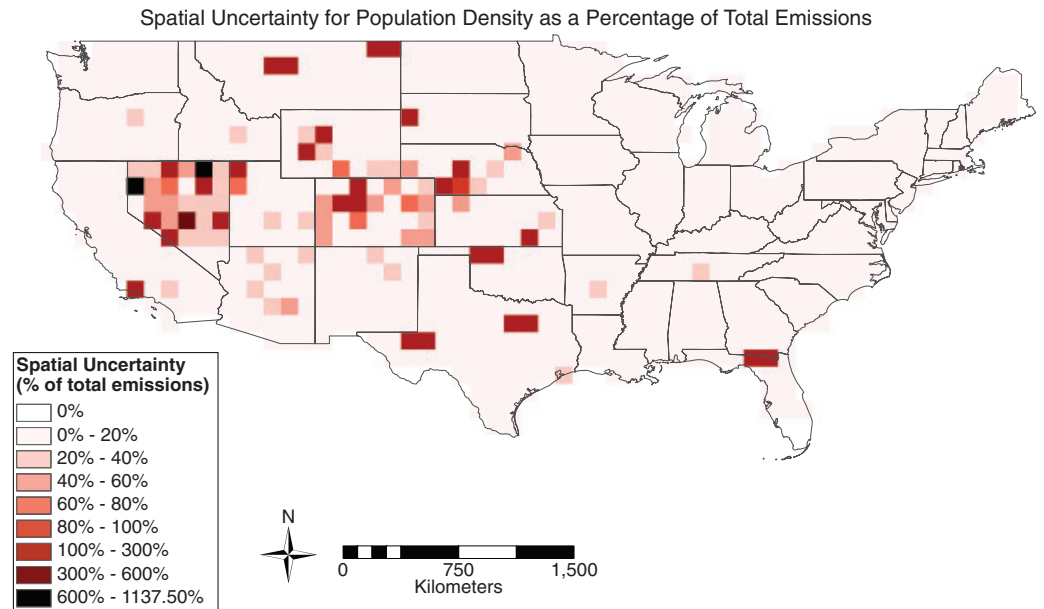 Spatial Uncertainty for Population Density as a Percentage of Total Emissions
Spatial Uncertainty
(% of total emissions)
0%
0% - 20%
20% - 40%
40% - 60%
60% - 80%
80% - 100%
100% - 300%
300% - 600%
600% - 1137.50%
N
0 750 1,500
Kilometers